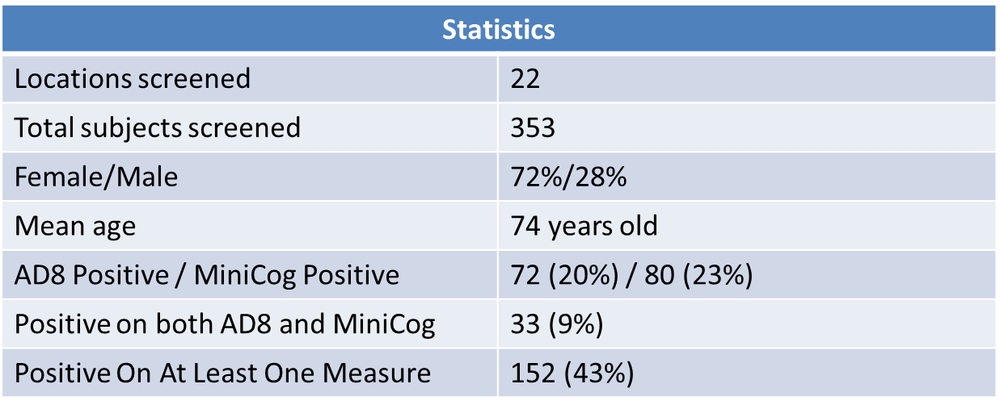 Statistics
Locations screened 22
Total subjects screened 353
Female/Male 72%/28%
Mean age 74 years old
AD8 Positive / MiniCog Positive 72 (20%) / 80 (23%)
Positive on both AD8 and MiniCog 33 (9%)
Positive On At Least One Measure 152 (43%)